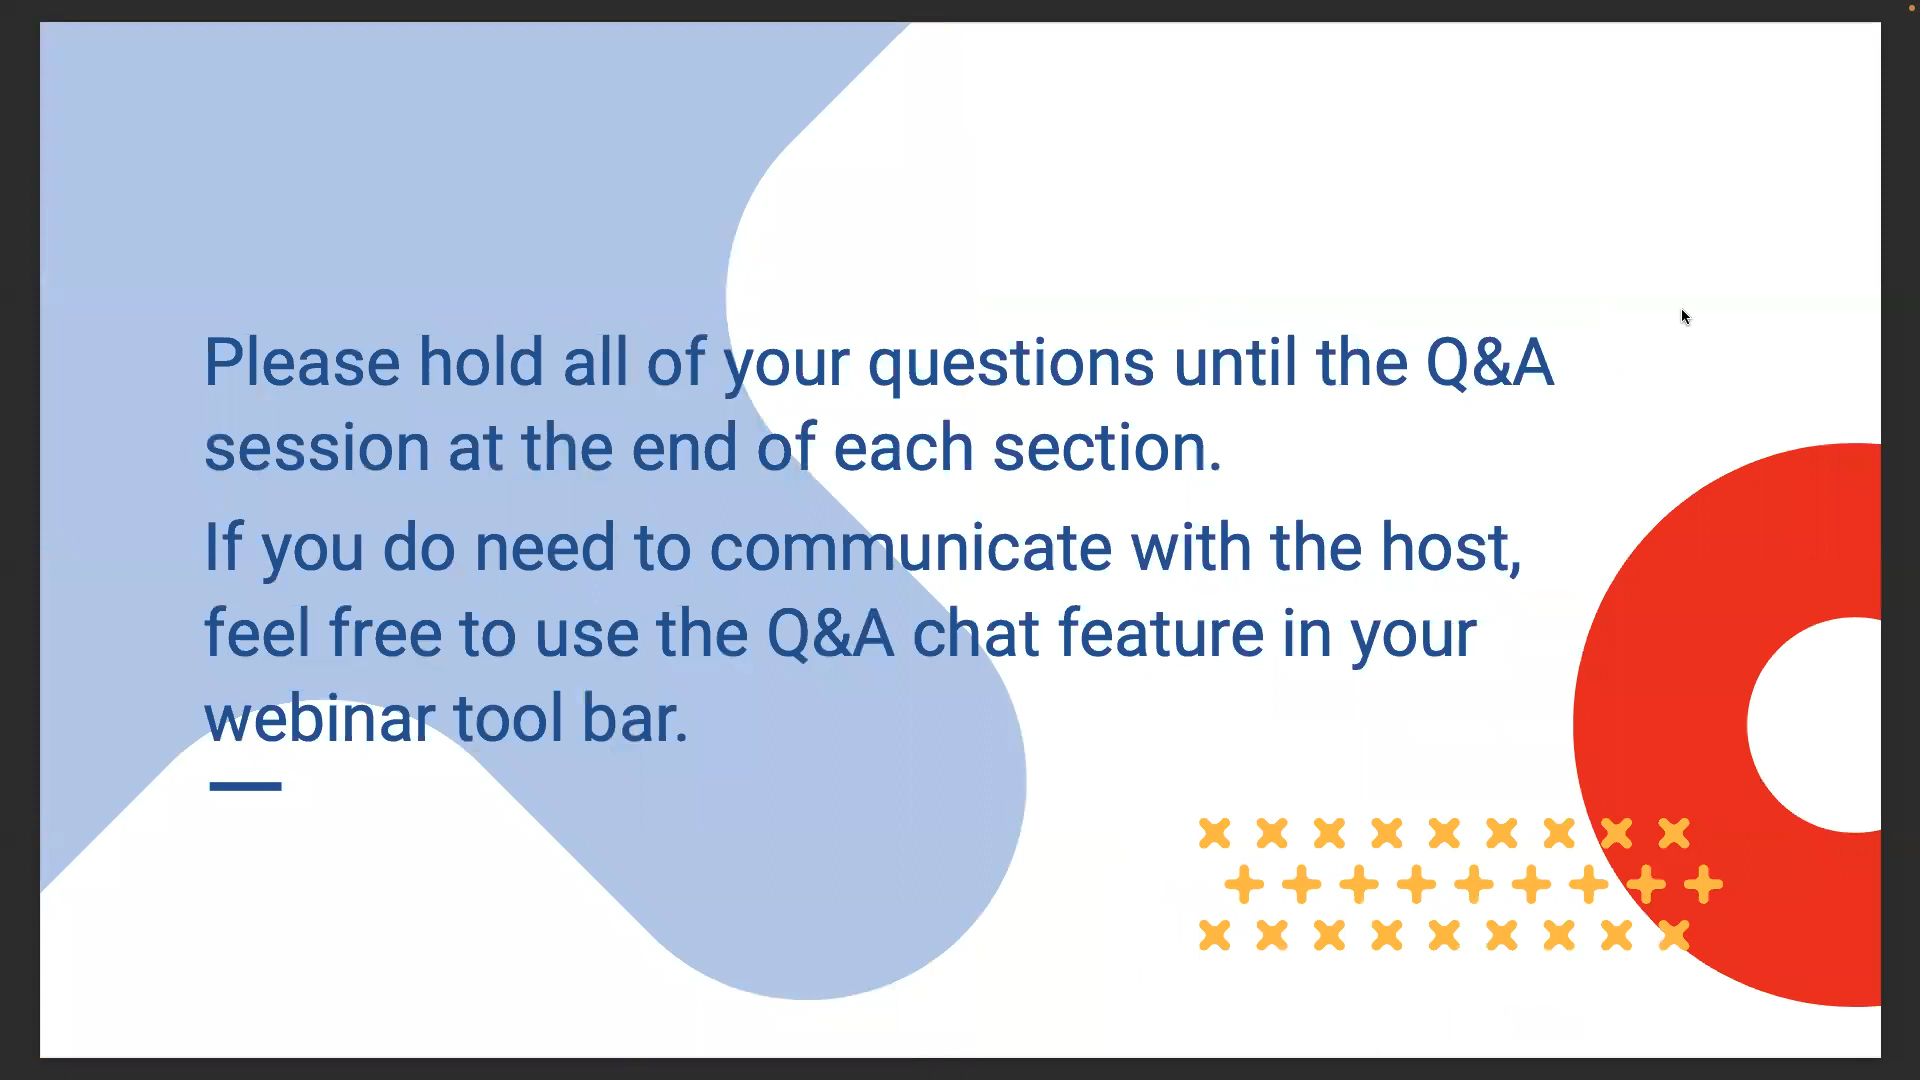 Please hold all of your questions until the Q&A
session at the end of each section.
If you do need to communicate with the host,
feel free to use the Q&A chat feature in your
webinar tool bar.